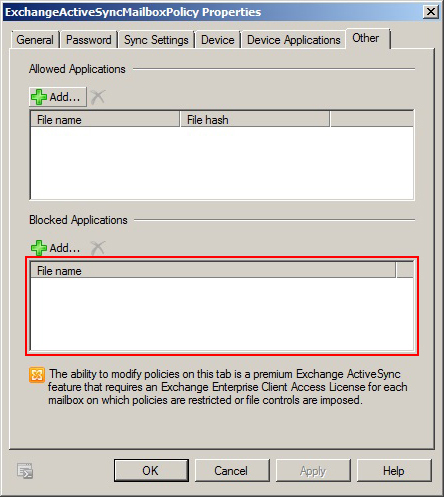 ExchangeActiveSyncMailboxPolicy Properties
General Password Sync Settings Device Device Applications Other
Allowed Applications
Add...
File name File hash
Blocked Applications
Add...
File name
The ability to modify policies on this tab is a premium Exchange ActiveSync
feature that requires an Exchange Enterprise Client Access License for each
mailbox on which policies are restricted or file controls are imposed.
OK Cancel Apply Help